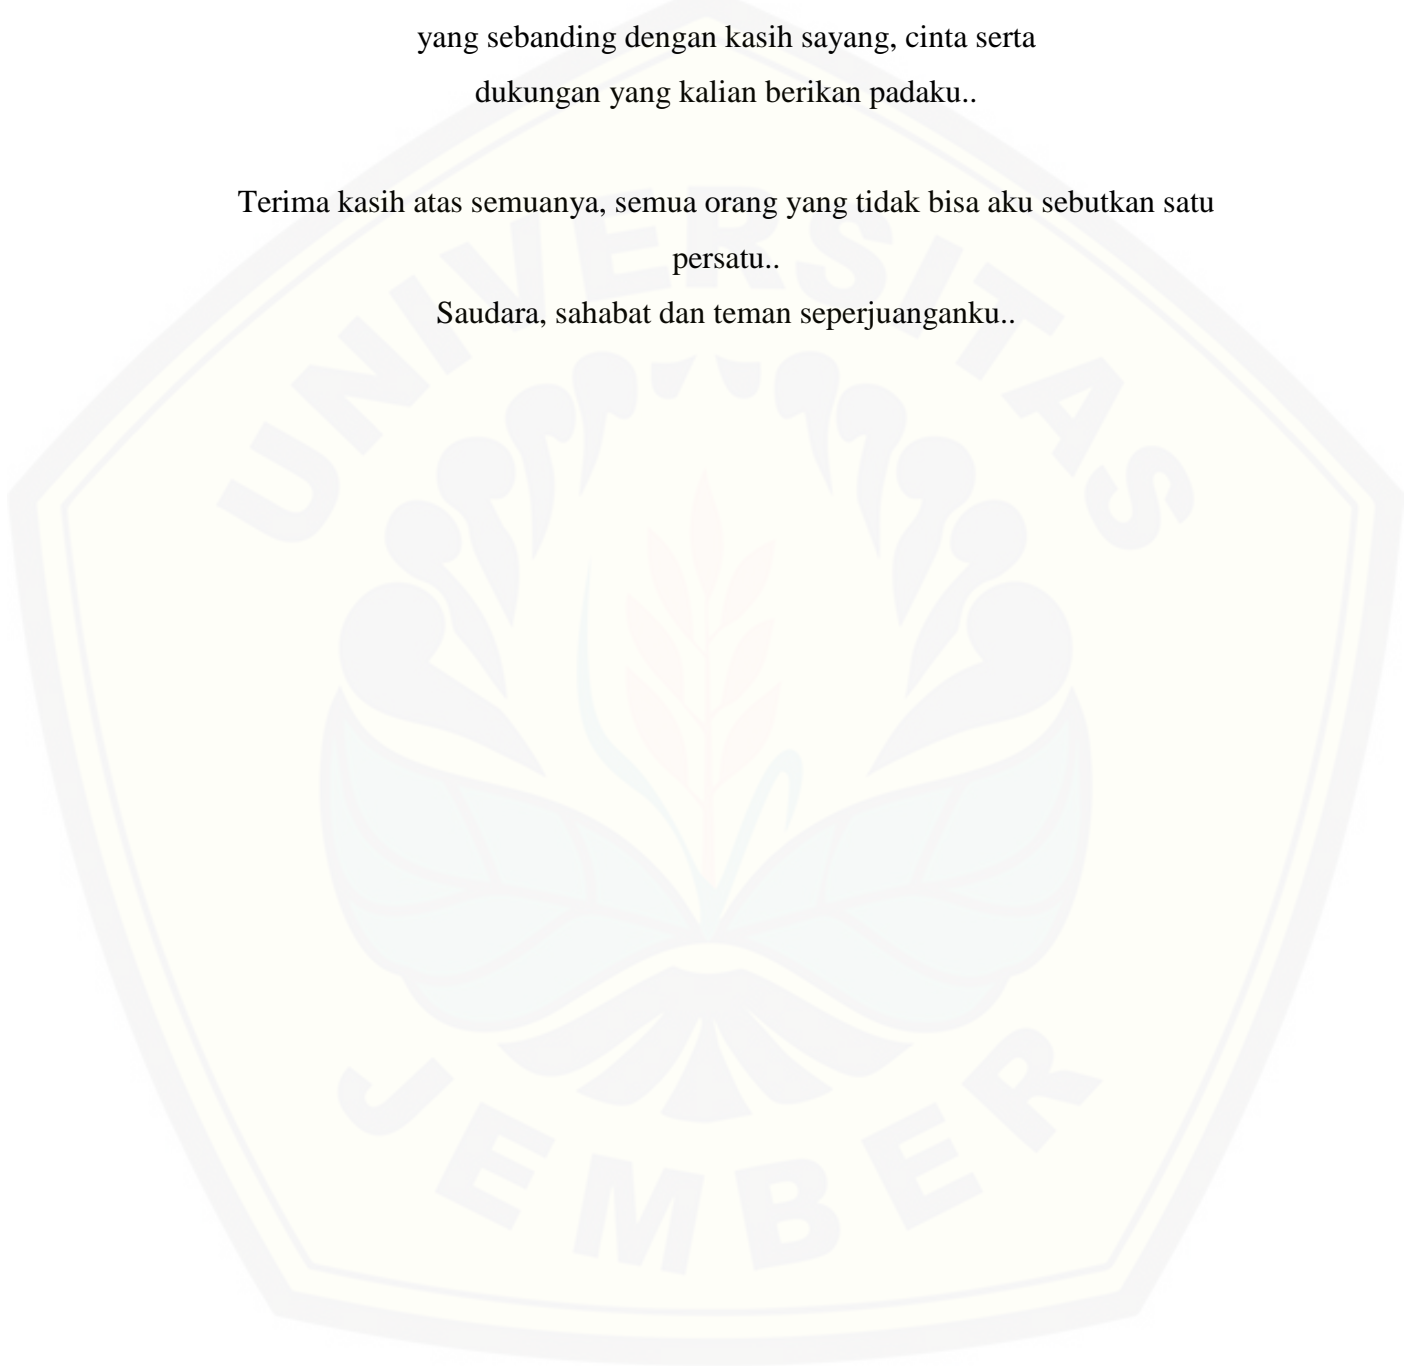 yang sebanding dengan kasih sayang, cinta serta
dukungan yang kalian berikan padaku..
Terima kasih atas semuanya, semua orang yang tidak bisa aku sebutkan satu
persatu..
Saudara, sahabat dan teman seperjuanganku..
UNIVERSITAS
JEMBER